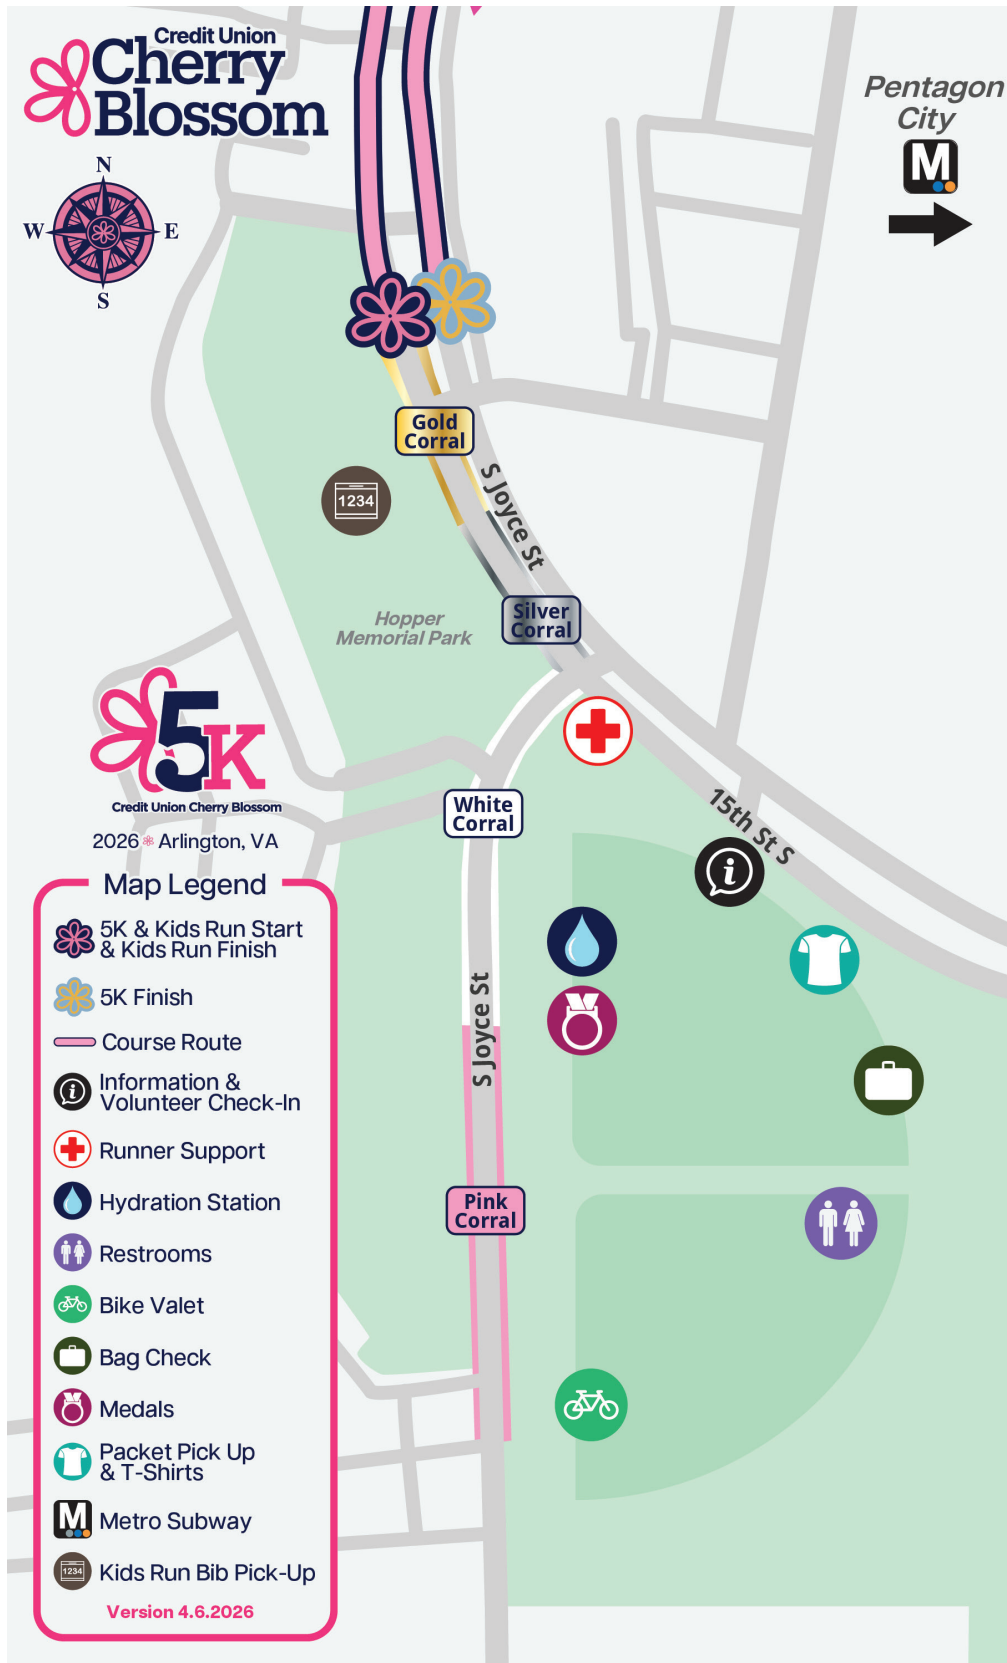 Credit Union
Cherry
Blossom
N
W
E
S
Pentagon
City
M
Gold
Corral
1234
S Joyce St
Silver
Corral
Hopper
Memorial Park
5K
Credit Union Cherry Blossom
2026 Arlington, VA
White
Corral
15th St S
i
S Joyce St
Pink
Corral
Map Legend
5K & Kids Run Start
& Kids Run Finish
5K Finish
Course Route
i
Information &
Volunteer Check-In
Runner Support
Hydration Station
Restrooms
Bike Valet
Bag Check
Medals
Packet Pick Up
& T-Shirts
M
Metro Subway
1234
Kids Run Bib Pick-Up
Version 4.6.2026